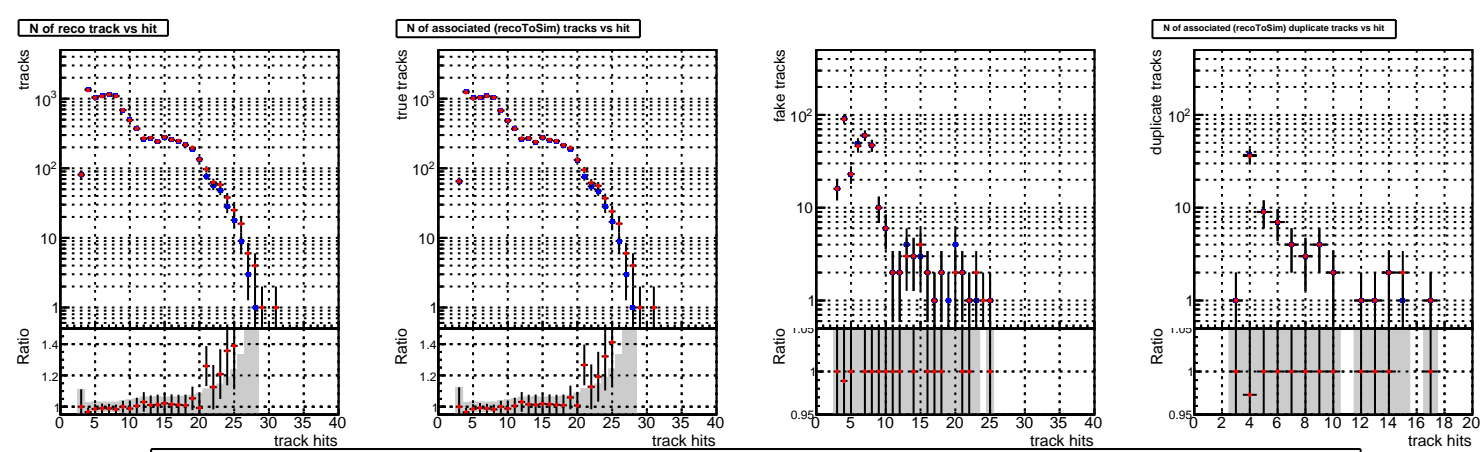 N of reco track vs hit
N of associated (recoToSim) tracks vs hit
N of associated (recoToSim) duplicate tracks vs hit
tracks
10³
10²
10
1
Ratio
1.4
1.2
1
0 5 10 15 20 25 30 35 40
track hits
true tracks
10³
10²
10
1
Ratio
1.4
1.2
1
0 5 10 15 20 25 30 35 40
track hits
fake tracks
10²
10
1
Ratio
1.05
1
0.95
0 5 10 15 20 25 30 35 40
track hits
duplicate tracks
10²
10
1
Ratio
1.05
1
0.95
0 2 4 6 8 10 12 14 16 18 20
track hits